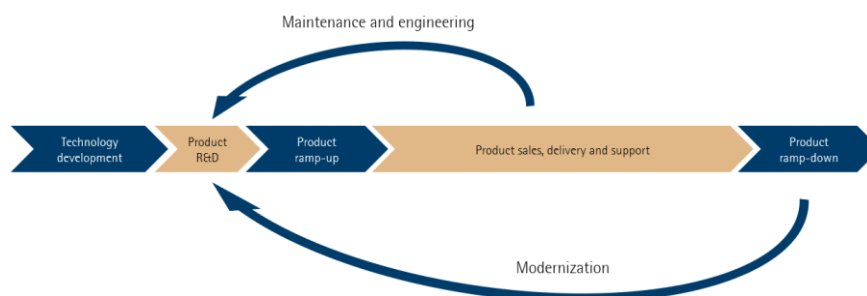 Maintenance and engineering
Technology
development
Product
R&D
Product
ramp-up
Product sales, delivery and support
Product
ramp-down
Modernization